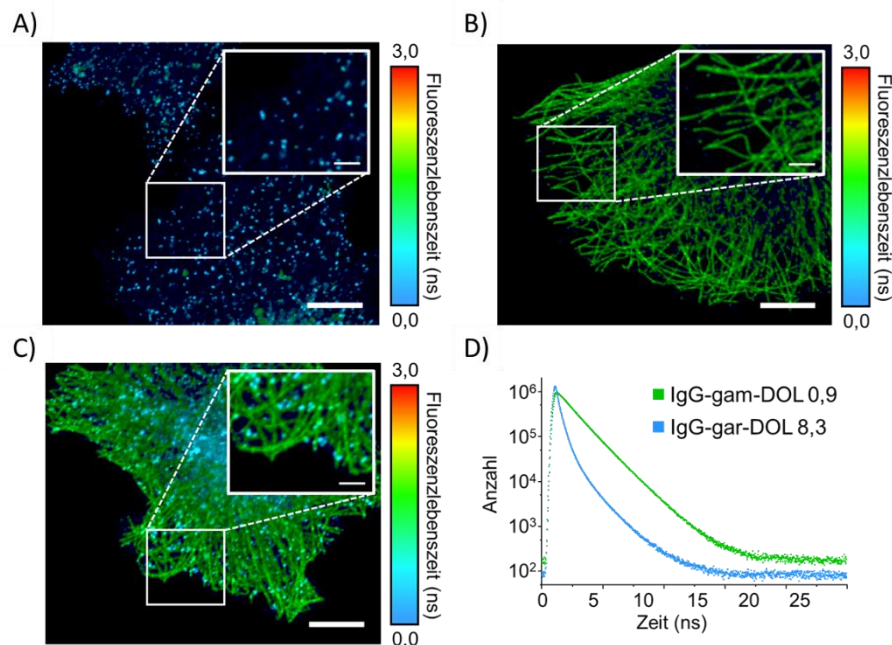 A)
3,0
Fluoreszenzlebenszeit (ns)
0,0
B)
3,0
Fluoreszenzlebenszeit (ns)
0,0
C)
3,0
Fluoreszenzlebenszeit (ns)
0,0
D)
IgG-gam-DOL 0,9
IgG-gar-DOL 8,3
Anzahl
10⁶
10⁵
10⁴
10³
10²
0 5 15 20 25
Zeit (ns)